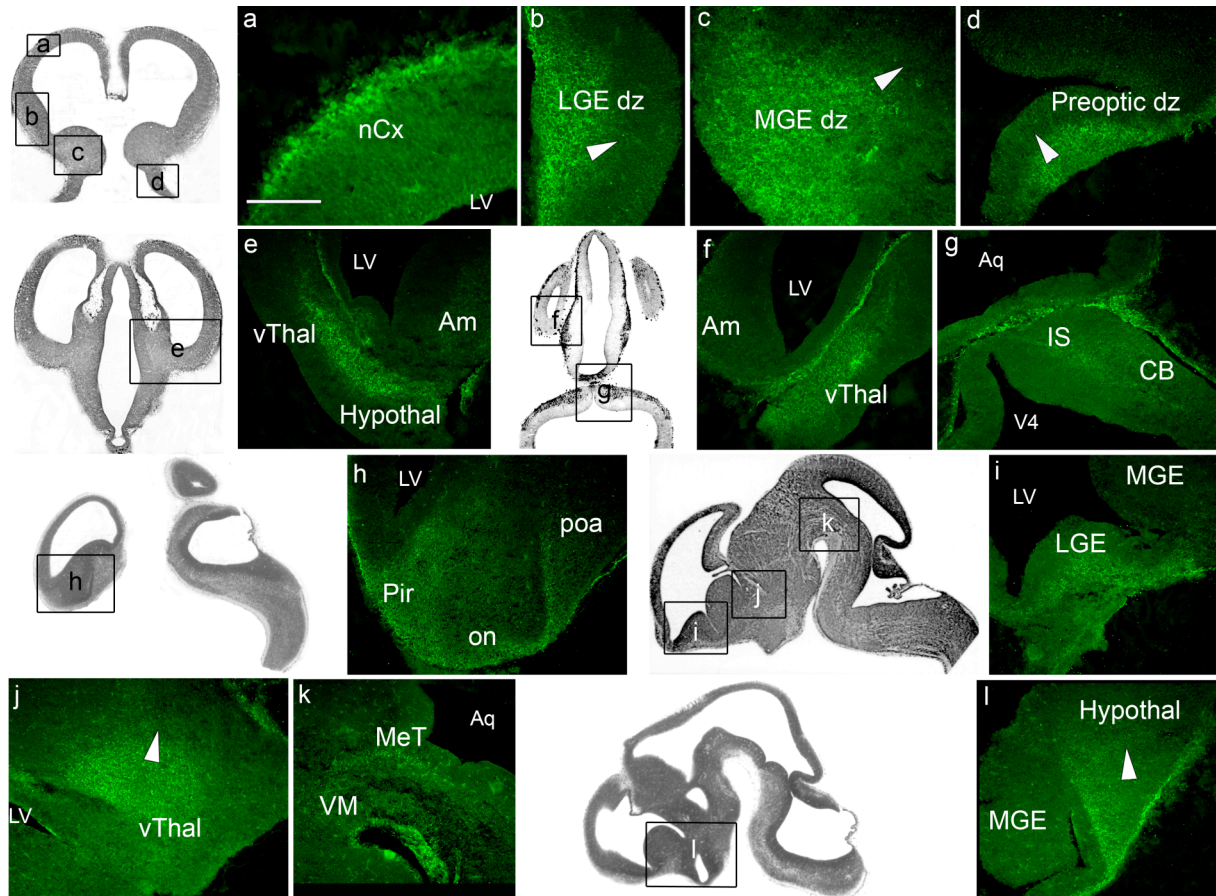 a
b
c
d
a
nCx
LV
b
LGE dz
c
MGE dz
d
Preoptic dz
e
e
LV
vThal
Am
Hypothal
f
g
f
LV
Am
vThal
g
Aq
IS
CB
V4
h
h
LV
poa
Pir
on
k
j
i
i
MGE
LV
LGE
j
LV
vThal
k
Aq
MeT
VM
l
l
Hypothal
MGE